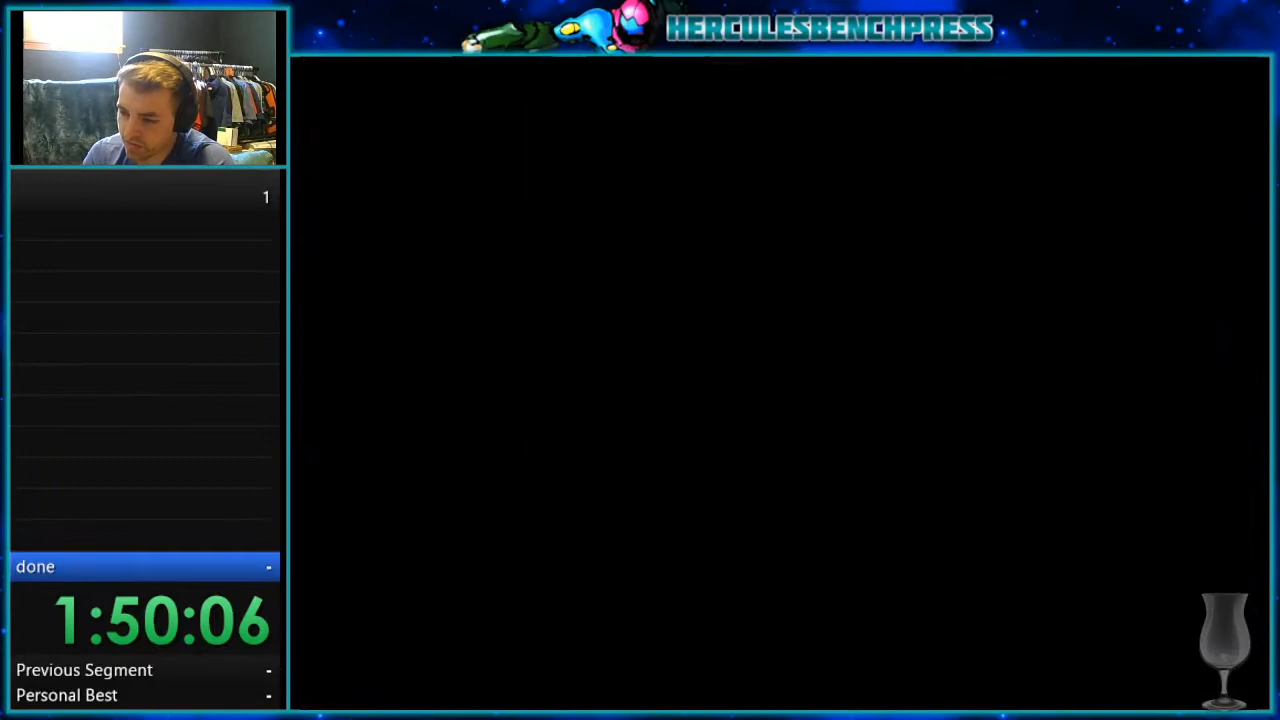 HERCULESBENCHPRESS
1
done -
1:50:06
Previous Segment -
Personal Best -